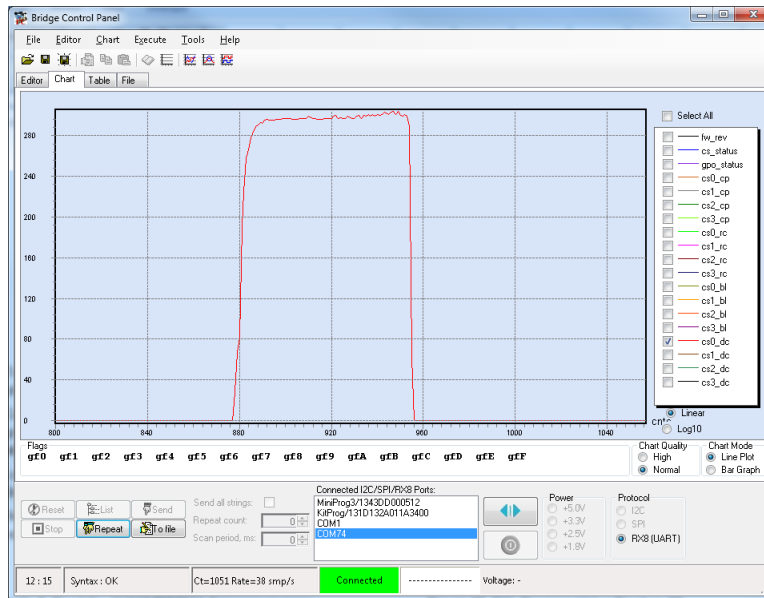 Bridge Control Panel
File Editor Chart Execute Tools Help
Editor Chart Table File
280
240
200
160
120
80
40
0
800 840 880 920 960 1000 1040
cnts
Select All
fw_rev
cs_status
gpo_status
cs0_cp
cs1_cp
cs2_cp
cs3_cp
cs0_rc
cs1_rc
cs2_rc
cs3_rc
cs0_bl
cs1_bl
cs2_bl
cs3_bl
cs0_dc
cs1_dc
cs2_dc
cs3_dc
Linear
Log10
Flags
gf0 gf1 gf2 gf3 gf4 gf5 gf6 gf7 gf8 gf9 gfA gfB gfC gfD gfE gfF
Chart Quality
High
Normal
Chart Mode
Line Plot
Bar Graph
Reset List Send
Stop Repeat To file
Send all strings:
Repeat count: 0
Scan period, ms: 0
Connected I2C/SPI/RX8 Ports:
MiniProg3/1343DD000512
KitProg/131D132A011A3400
COM1
COM74
Power
+5.0V
+3.3V
+2.5V
+1.8V
Protocol
I2C
SPI
RX8 (UART)
12 : 15 Syntax : OK Ct=1051 Rate=38 smp/s Connected --------------- Voltage: -